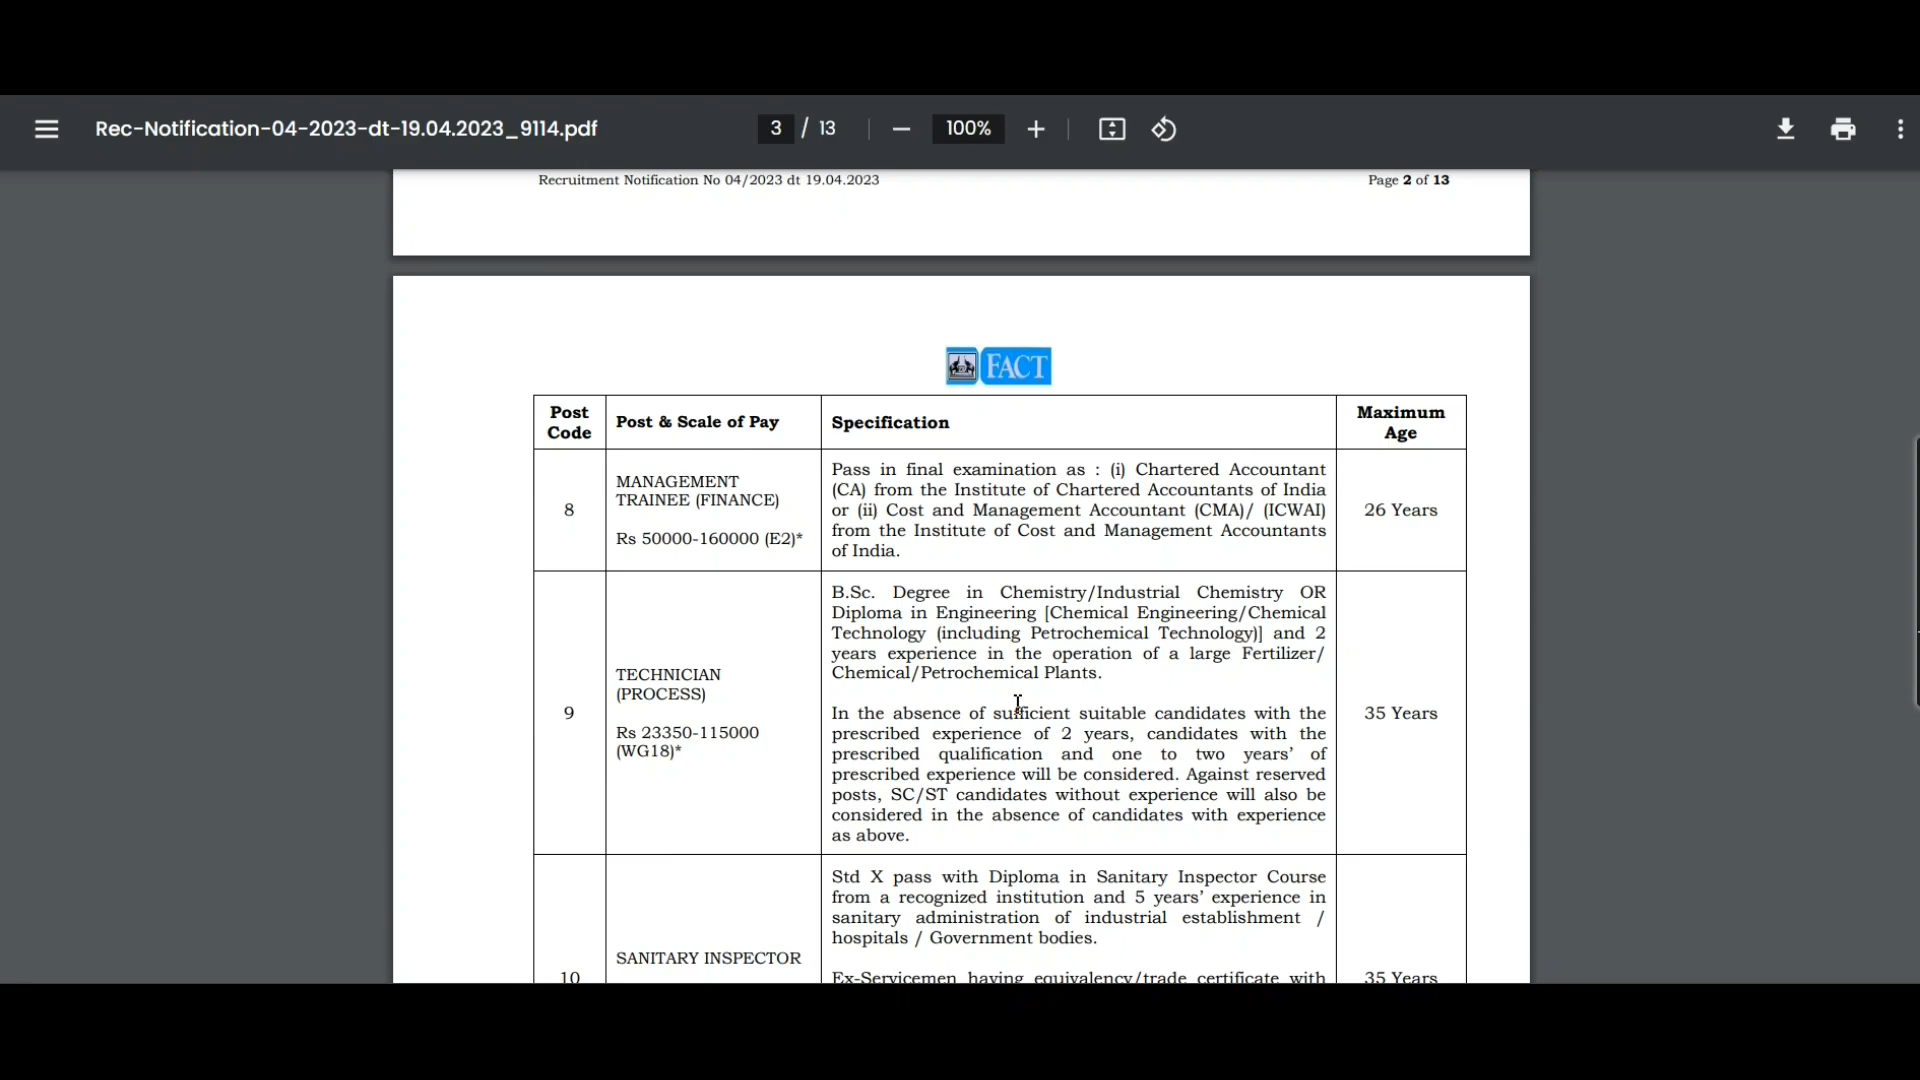 Rec-Notification-04-2023-dt-19.04.2023_9114.pdf
3 / 13
100%
Recruitment Notification No 04/2023 dt 19.04.2023
Page 2 of 13
FACT
Post Code
Post & Scale of Pay
Specification
Maximum Age
8
MANAGEMENT
TRAINEE (FINANCE)
Rs 50000-160000 (E2)*
Pass in final examination as : (i) Chartered Accountant
(CA) from the Institute of Chartered Accountants of India
or (ii) Cost and Management Accountant (CMA)/ (ICWAI)
from the Institute of Cost and Management Accountants
of India.
26 Years
9
TECHNICIAN
(PROCESS)
Rs 23350-115000
(WG18)*
B.Sc. Degree in Chemistry/Industrial Chemistry OR
Diploma in Engineering [Chemical Engineering/Chemical
Technology (including Petrochemical Technology)] and 2
years experience in the operation of a large Fertilizer/
Chemical/Petrochemical Plants.
In the absence of sufficient suitable candidates with the
prescribed experience of 2 years, candidates with the
prescribed qualification and one to two years’ of
prescribed experience will be considered. Against reserved
posts, SC/ST candidates without experience will also be
considered in the absence of candidates with experience
as above.
35 Years
10
SANITARY INSPECTOR
Std X pass with Diploma in Sanitary Inspector Course
from a recognized institution and 5 years’ experience in
sanitary administration of industrial establishment /
hospitals / Government bodies.
Ex-Servicemen having equivalency/trade certificate with
35 Years